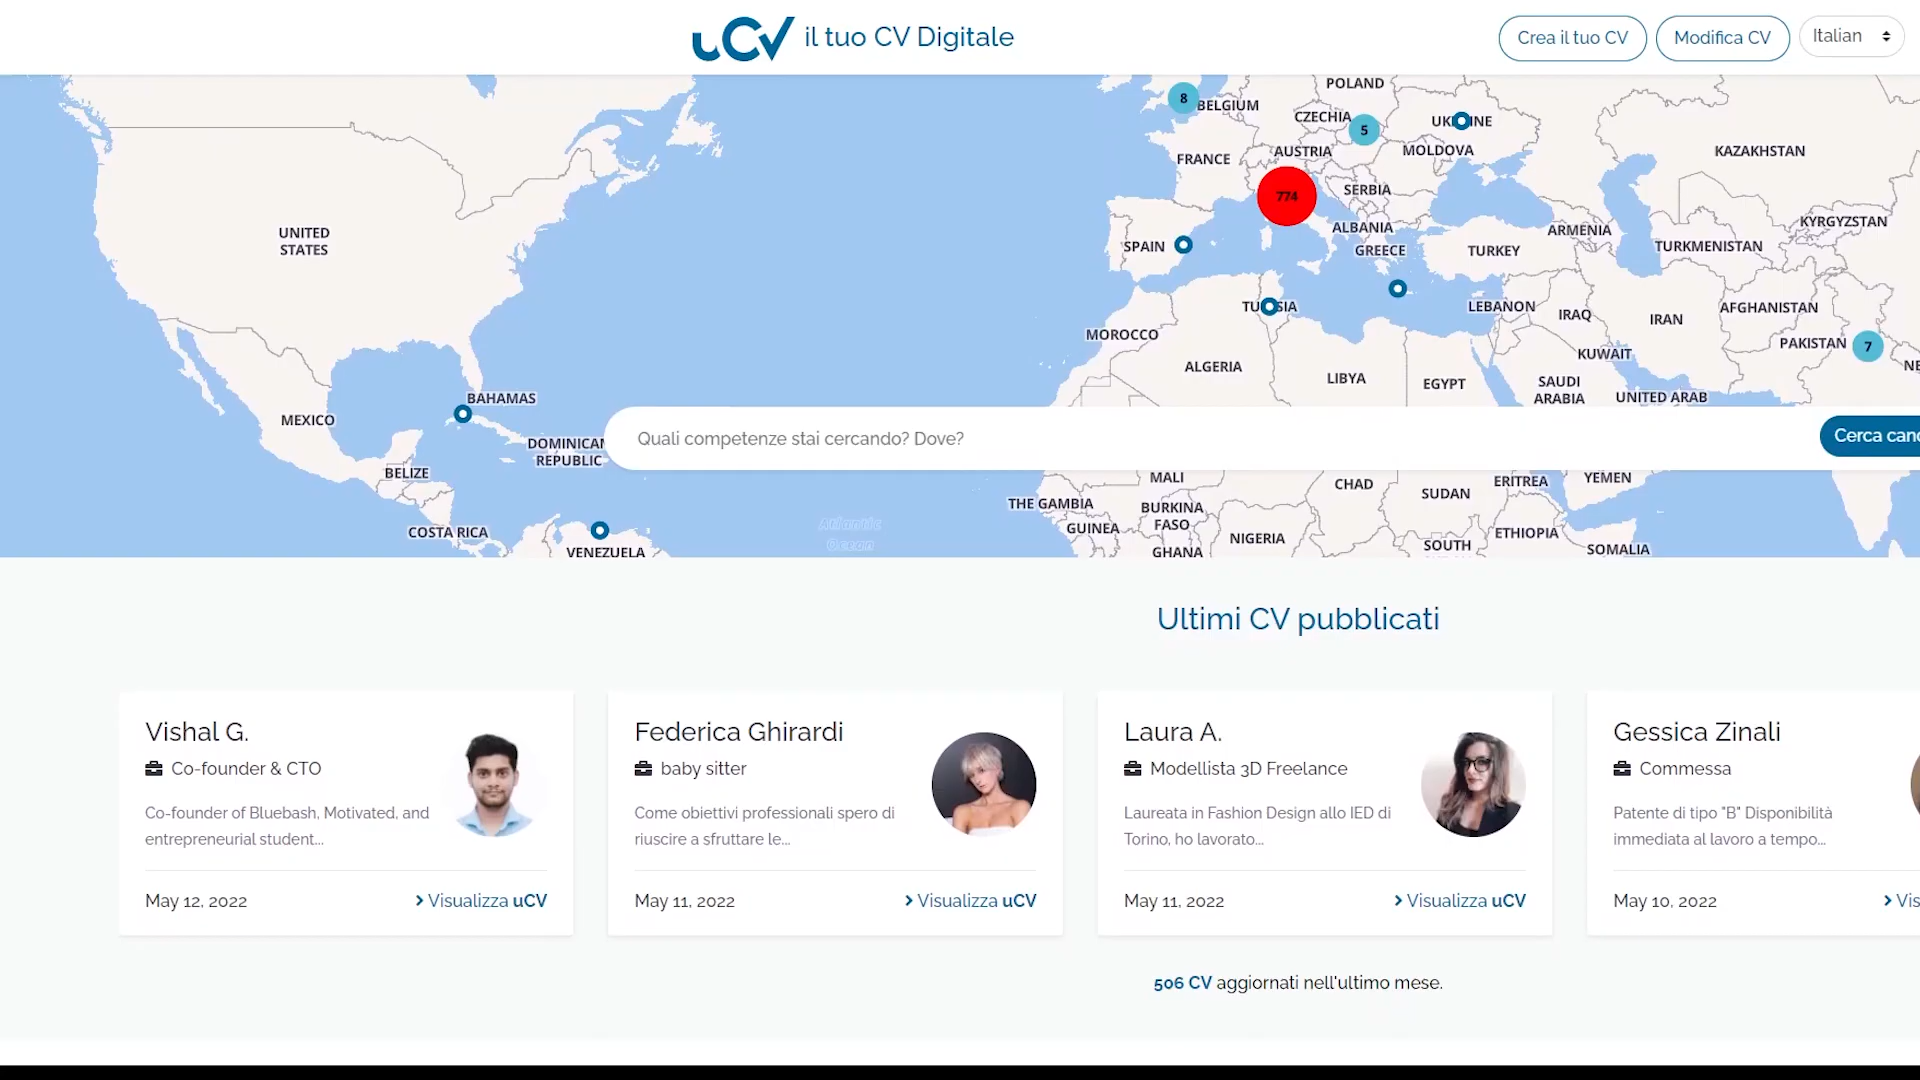 uCV il tuo CV Digitale
Crea il tuo CV
Modifica CV
Italian
POLAND
8
BELGIUM
CZECHIA
5
FRANCE
AUSTRIA
MOLDOVA
KAZAKHSTAN
774
SERBIA
UNITED
STATES
ALBANIA
KYRGYZSTAN
ARMENIA
SPAIN
GREECE
TURKEY
TURKMENISTAN
LEBANON
IRAQ
IRAN
AFGHANISTAN
MOROCCO
PAKISTAN
7
KUWAIT
ALGERIA
LIBYA
EGYPT
SAUDI
ARABIA
UNITED ARAB
BAHAMAS
MEXICO
DOMINICAN
REPUBLIC
Quali competenze stai cercando? Dove?
Cerca
BELIZE
MALI
CHAD
SUDAN
ERITREA
YEMEN
THE GAMBIA
BURKINA
FASO
GUINEA
COSTA RICA
Atlantic
Ocean
NIGERIA
SOUTH
ETHIOPIA
SOMALIA
VENEZUELA
GHANA
Ultimi CV pubblicati
Vishal G.
Co-founder & CTO
Co-founder of Bluebash, Motivated, and
entrepreneurial student...
May 12, 2022
Visualizza uCV
Federica Ghirardi
baby sitter
Come obiettivi professionali spero di
riuscire a sfruttare le...
May 11, 2022
Visualizza uCV
Laura A.
Modellista 3D Freelance
Laureata in Fashion Design allo IED di
Torino, ho lavorato...
May 11, 2022
Visualizza uCV
Gessica Zinali
Commessa
Patente di tipo "B" Disponibilità
immediata al lavoro a tempo...
May 10, 2022
506 CV aggiornati nell'ultimo mese.